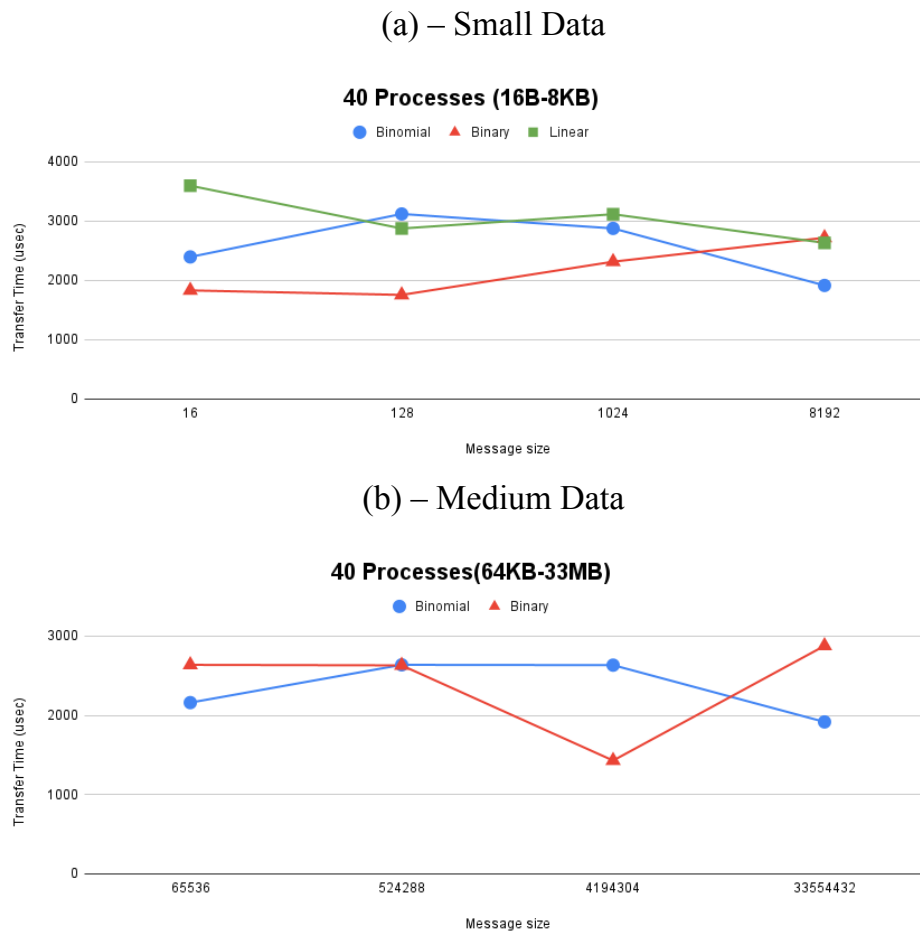 (a) – Small Data
40 Processes (16B-8KB)
Binomial Binary Linear
4000
3000
2000
1000
0
Transfer Time (usec)
16 128 1024 8192
Message size
(b) – Medium Data
40 Processes(64KB-33MB)
Binomial Binary
3000
2000
1000
0
Transfer Time (usec)
65536 524288 4194304 33554432
Message size